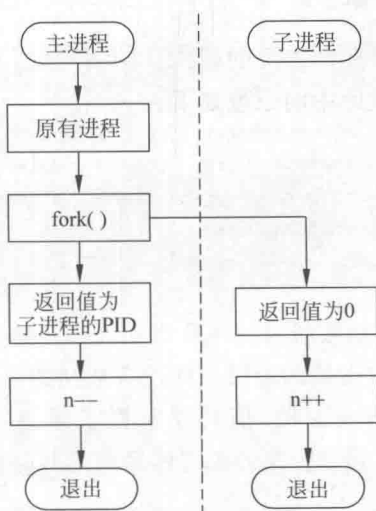 主进程
子进程
原有进程
fork( )
返回值为
子进程的PID
返回值为0
n--
n++
退出
退出